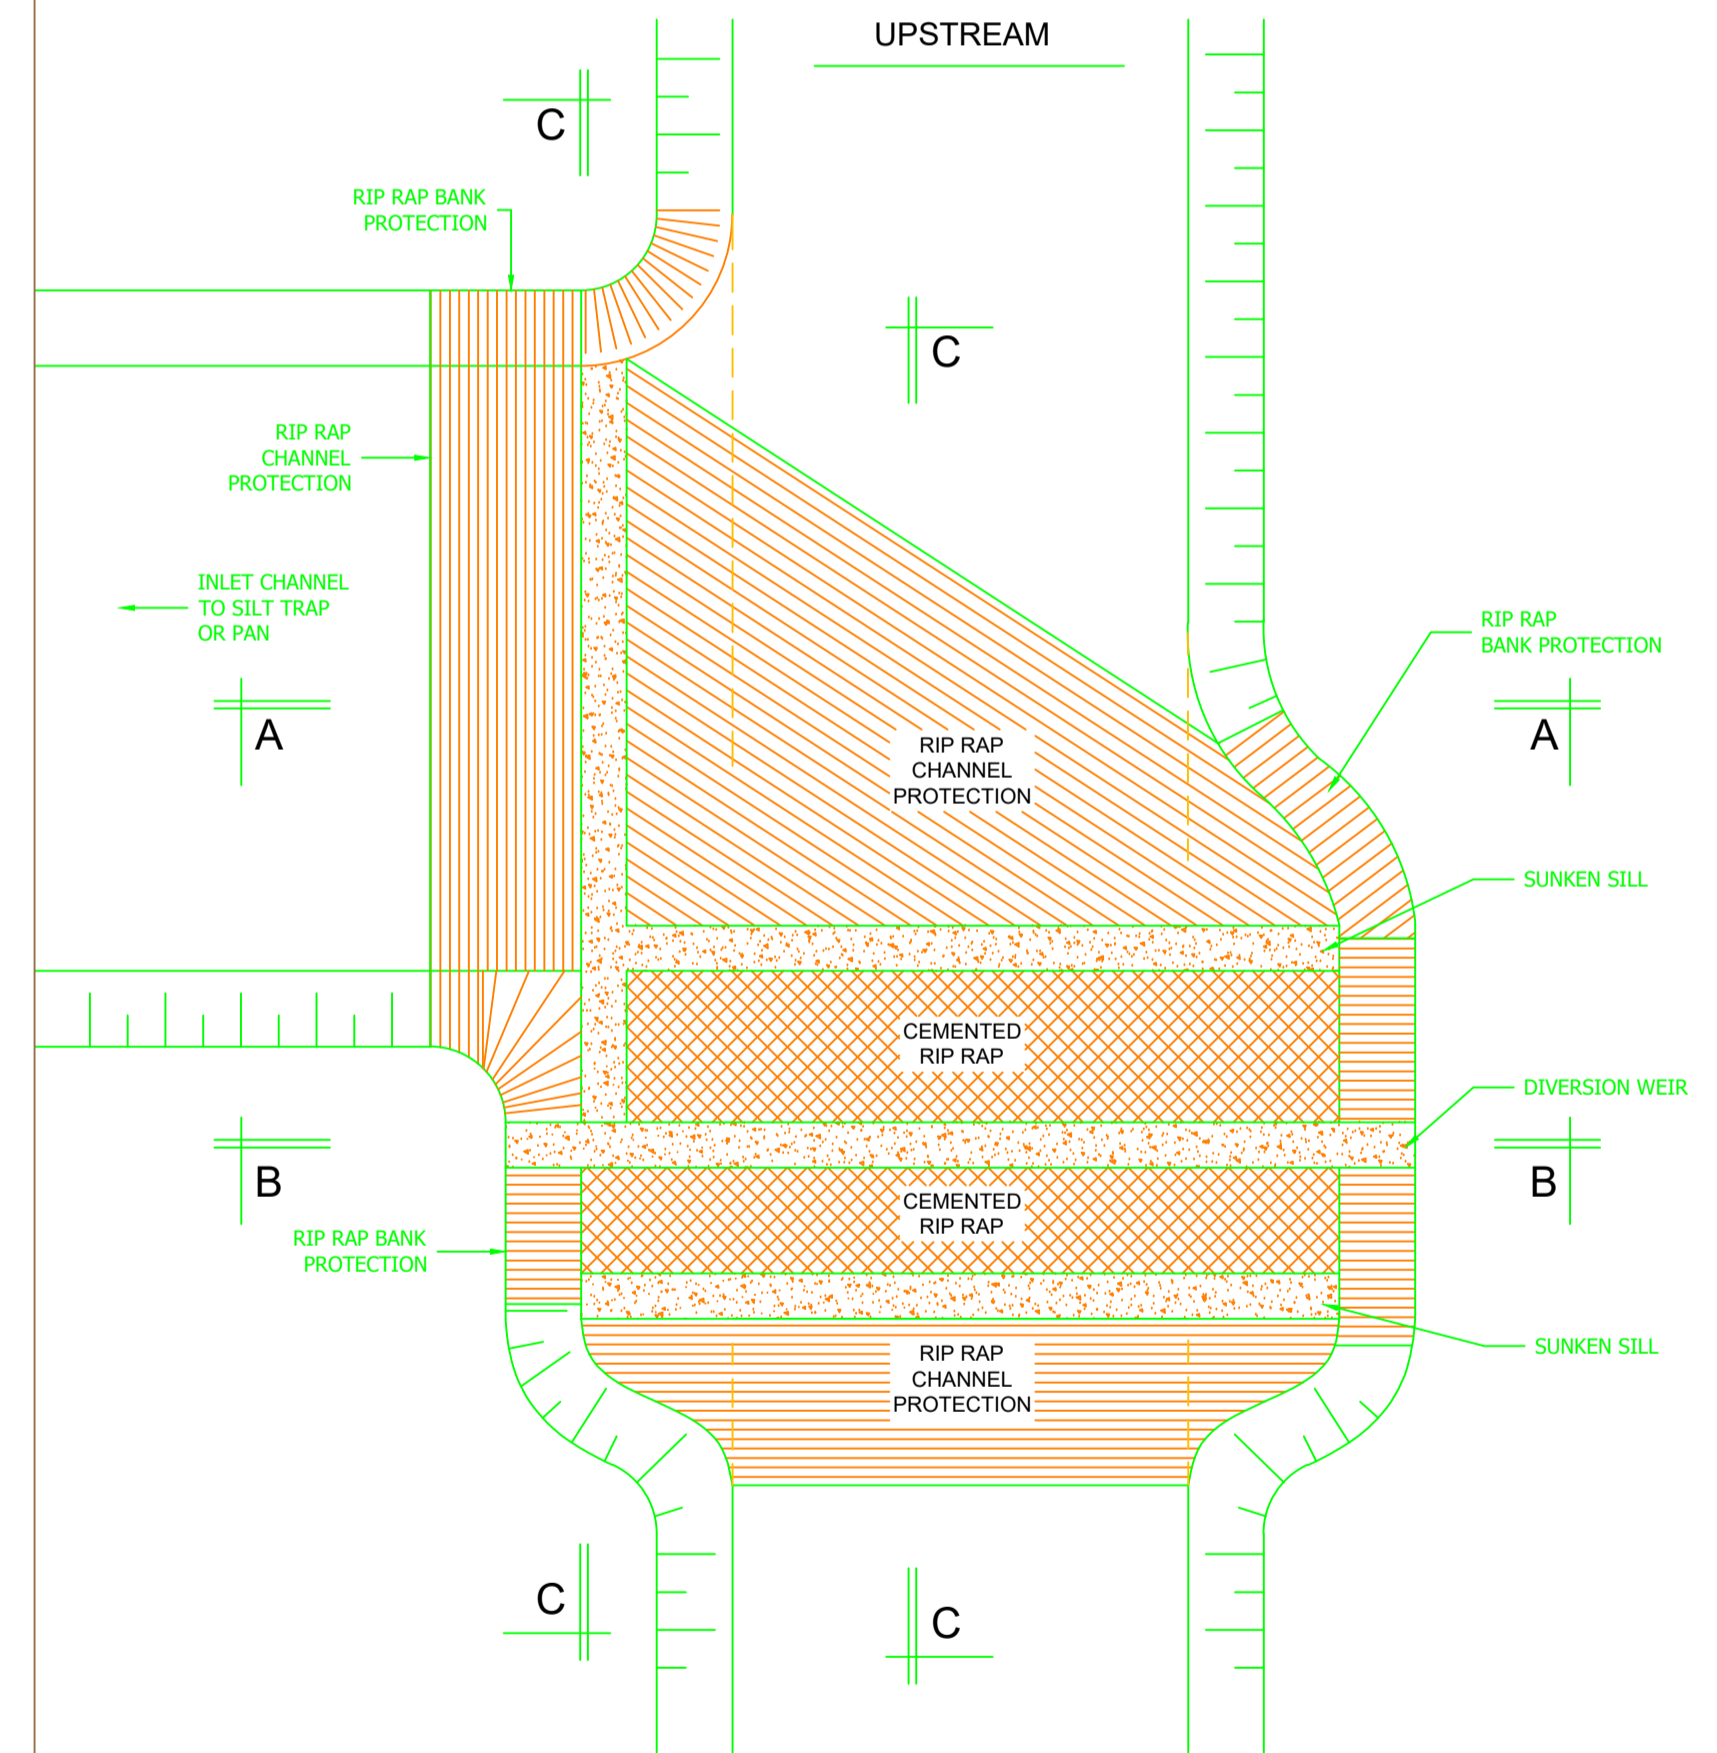 UPSTREAM
C
RIP RAP BANK
PROTECTION
C
RIP RAP
CHANNEL
PROTECTION
INLET CHANNEL
TO SILT TRAP
OR PAN
RIP RAP
BANK PROTECTION
A
A
RIP RAP
CHANNEL
PROTECTION
SUNKEN SILL
CEMENTED
RIP RAP
DIVERSION WEIR
B
B
CEMENTED
RIP RAP
RIP RAP BANK
PROTECTION
SUNKEN SILL
RIP RAP
CHANNEL
PROTECTION
C
C